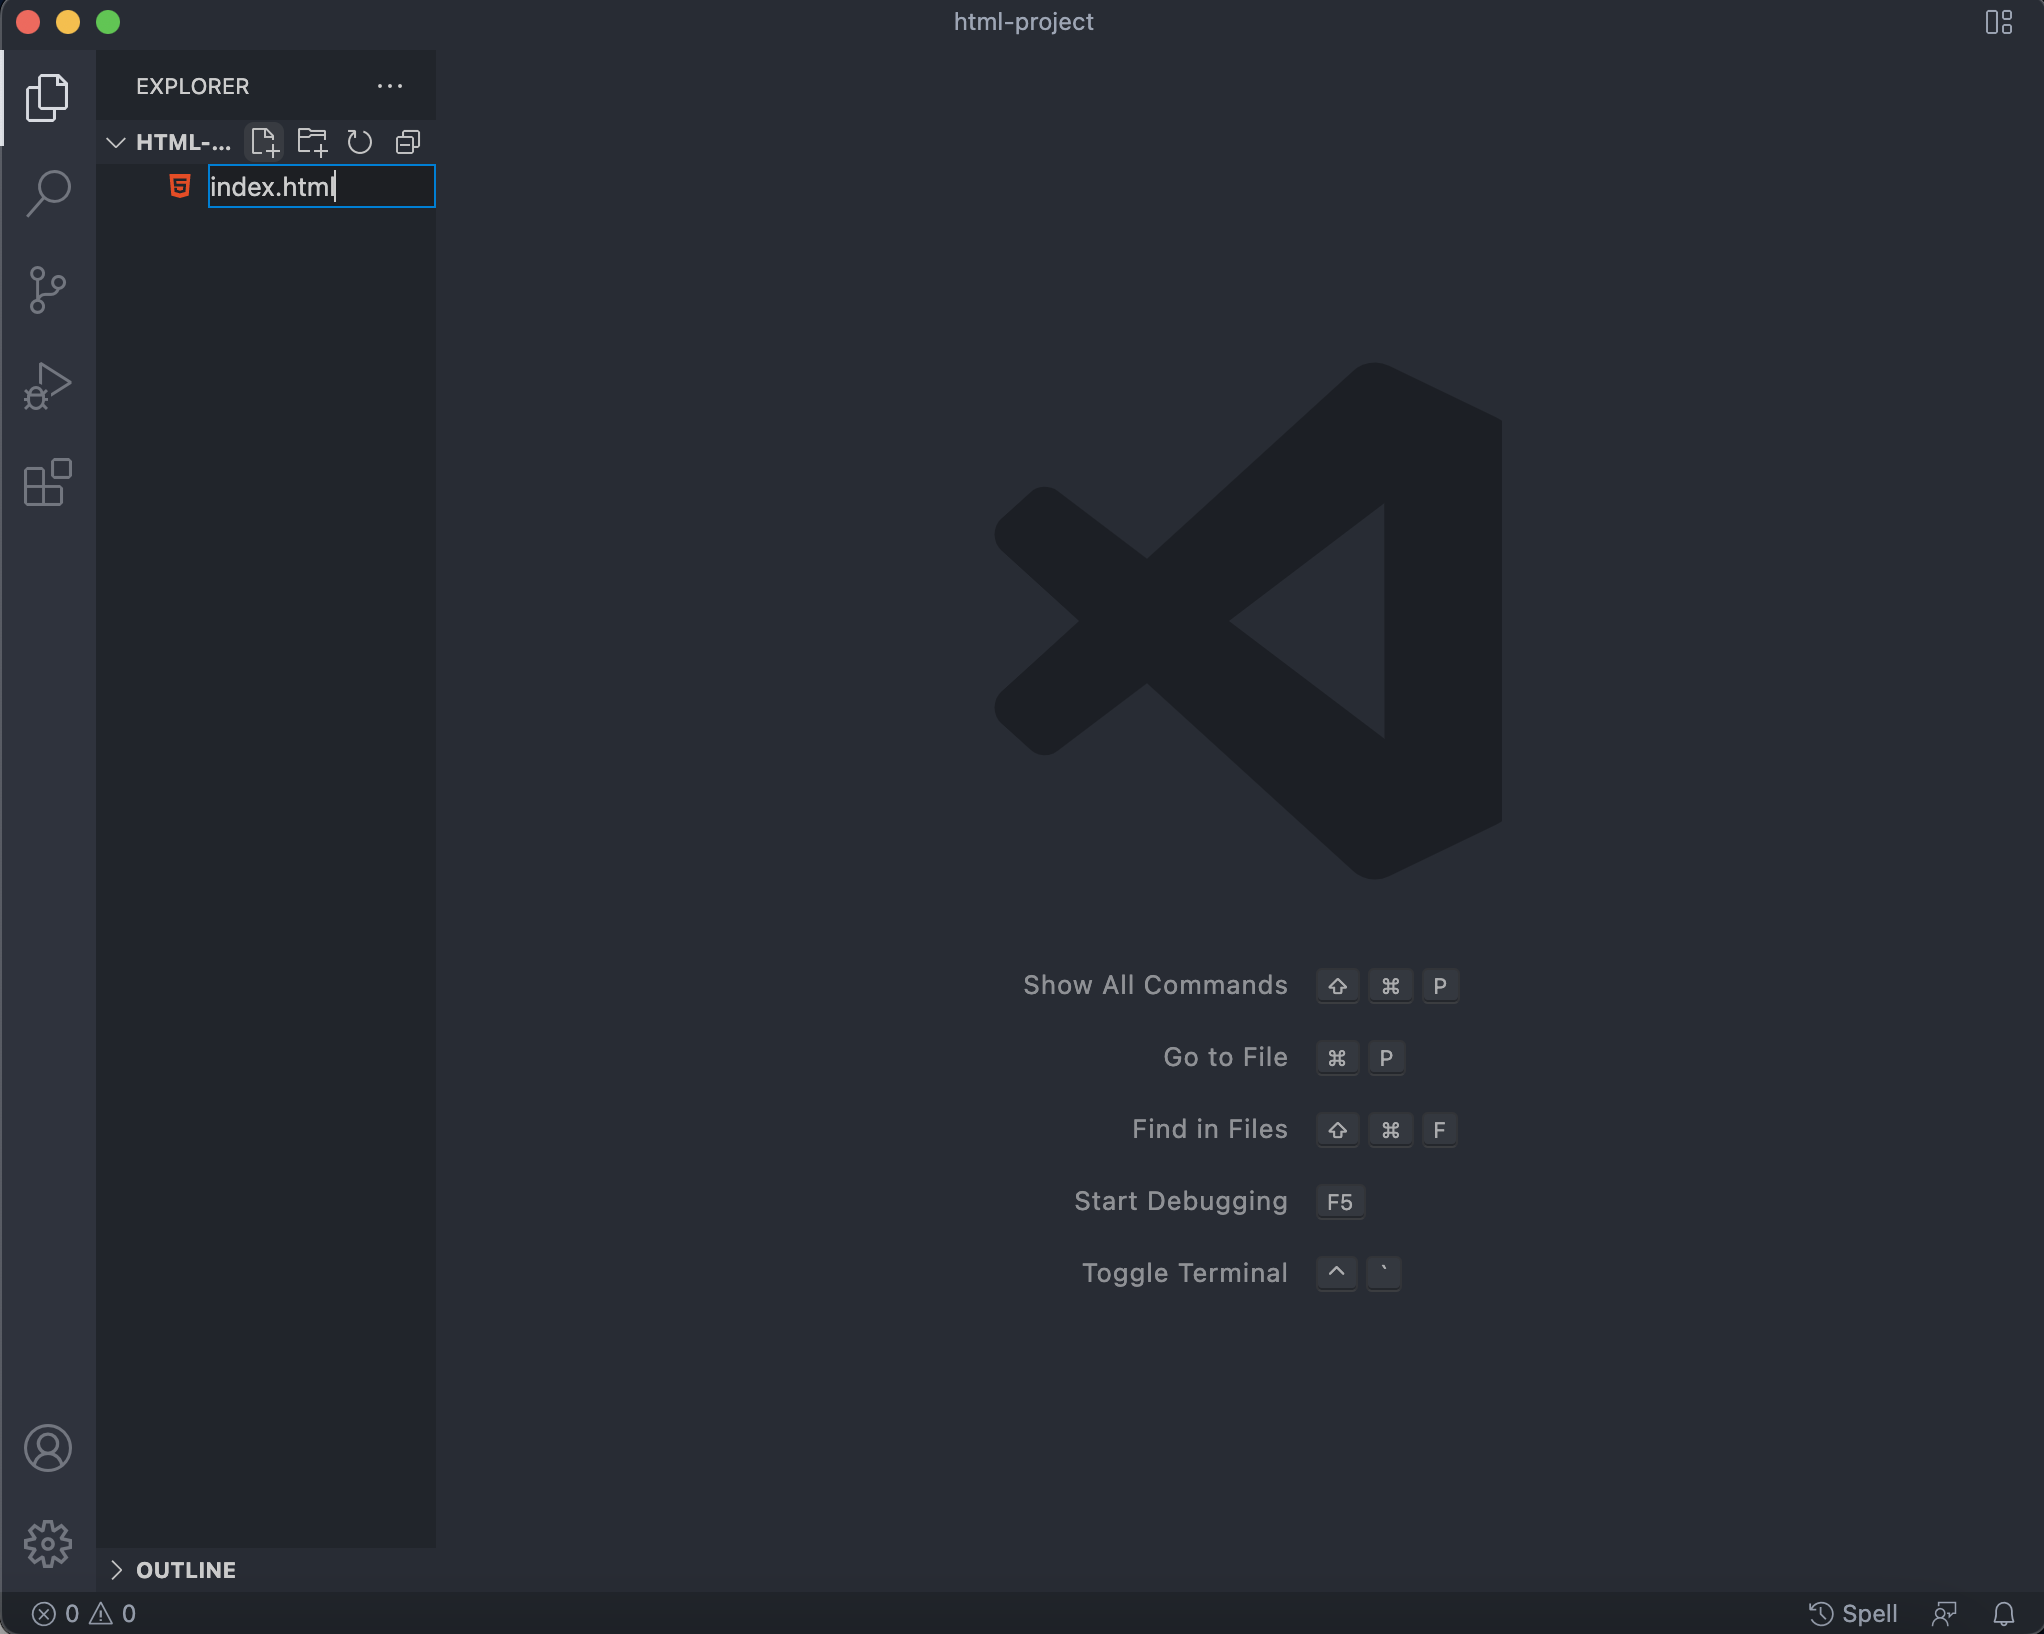 html-project
EXPLORER
HTML-...
index.html
Show All Commands ⇧ ⌘ P
Go to File ⌘ P
Find in Files ⇧ ⌘ F
Start Debugging F5
Toggle Terminal ^ `
OUTLINE
0 0 Spell